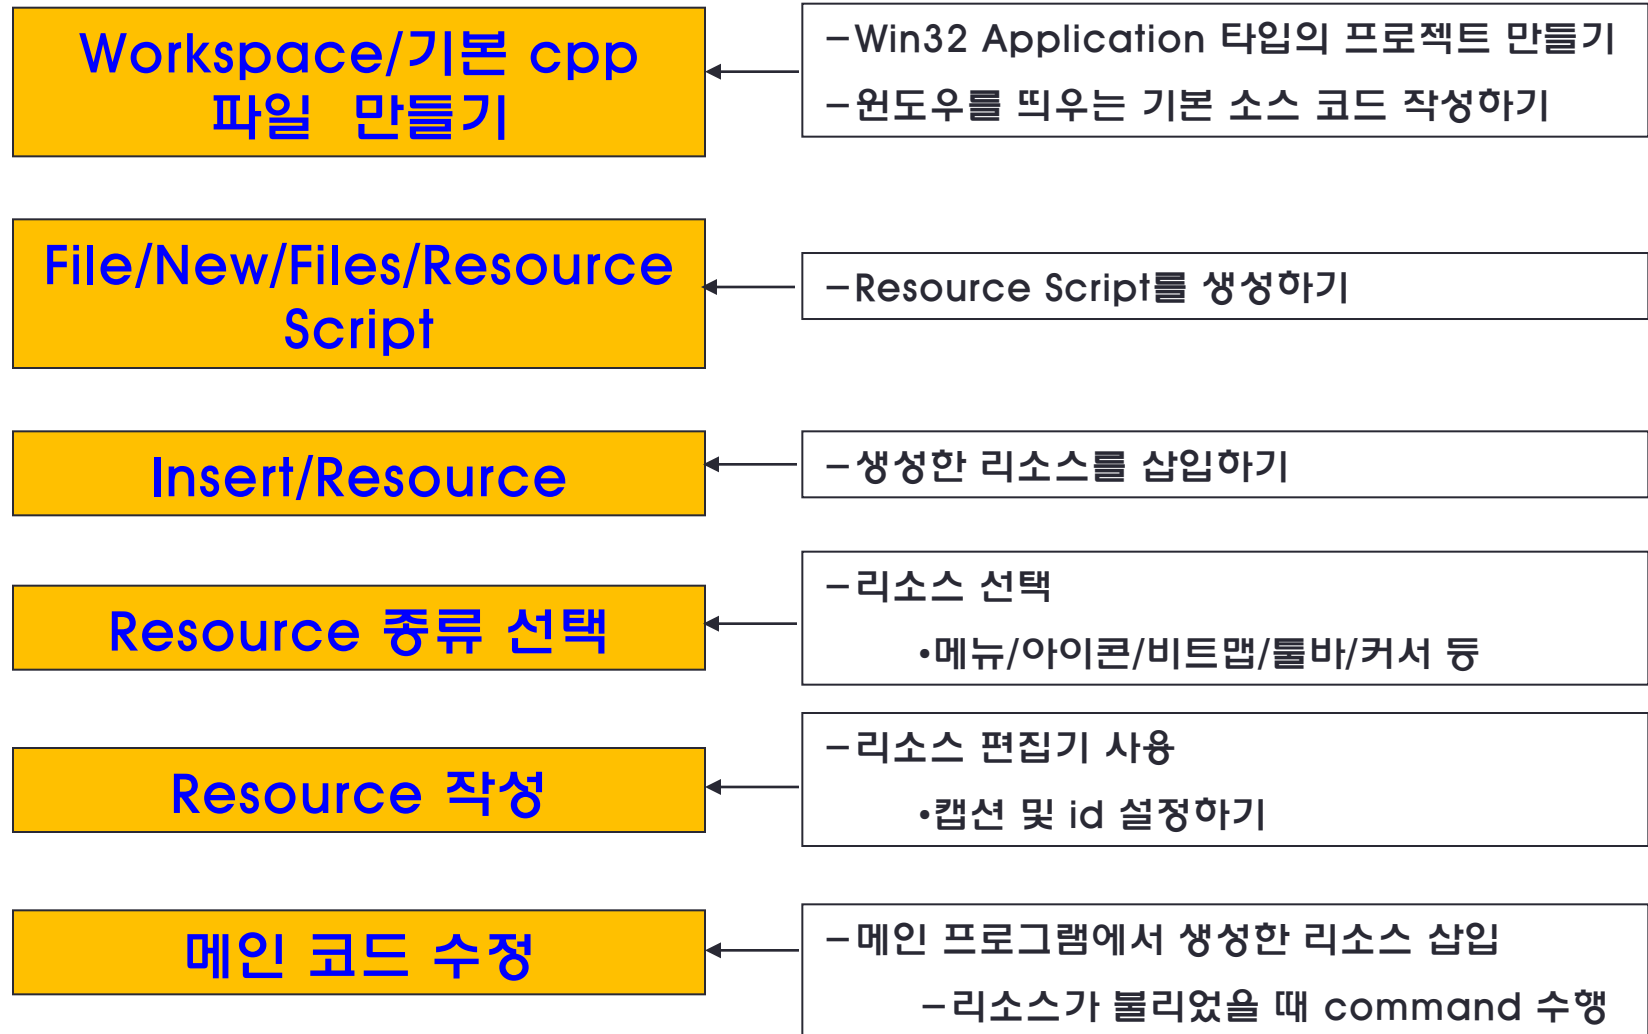 Workspace/기본 cpp
파일 만들기
–Win32 Application 타입의 프로젝트 만들기
–윈도우를 띄우는 기본 소스 코드 작성하기
File/New/Files/Resource
Script
–Resource Script를 생성하기
Insert/Resource
–생성한 리소스를 삽입하기
Resource 종류 선택
–리소스 선택
•메뉴/아이콘/비트맵/툴바/커서 등
Resource 작성
–리소스 편집기 사용
•캡션 및 id 설정하기
메인 코드 수정
–메인 프로그램에서 생성한 리소스 삽입
–리소스가 불리었을 때 command 수행